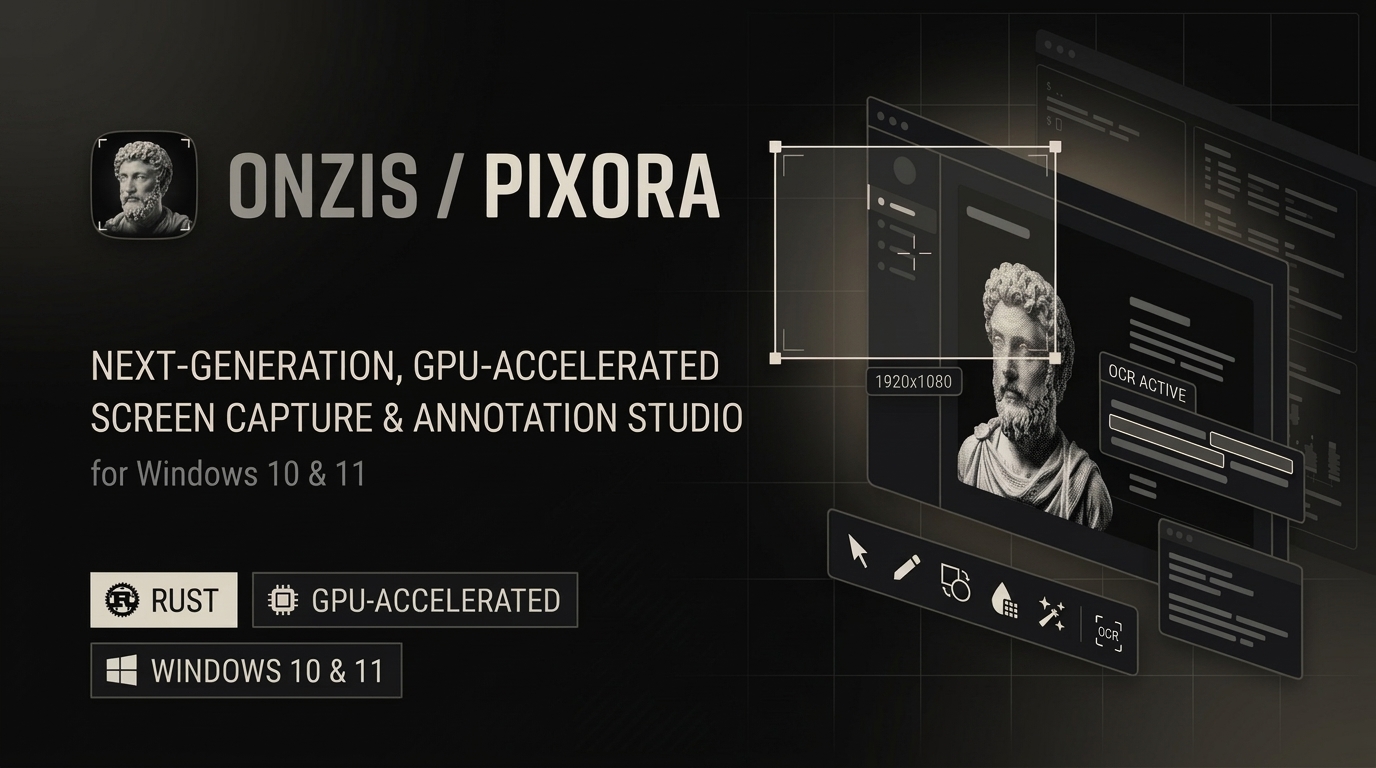 ONZIS / PIXORA
NEXT-GENERATION, GPU-ACCELERATED
SCREEN CAPTURE & ANNOTATION STUDIO
for Windows 10 & 11
RUST
GPU-ACCELERATED
WINDOWS 10 & 11
1920x1080
OCR ACTIVE
OCR